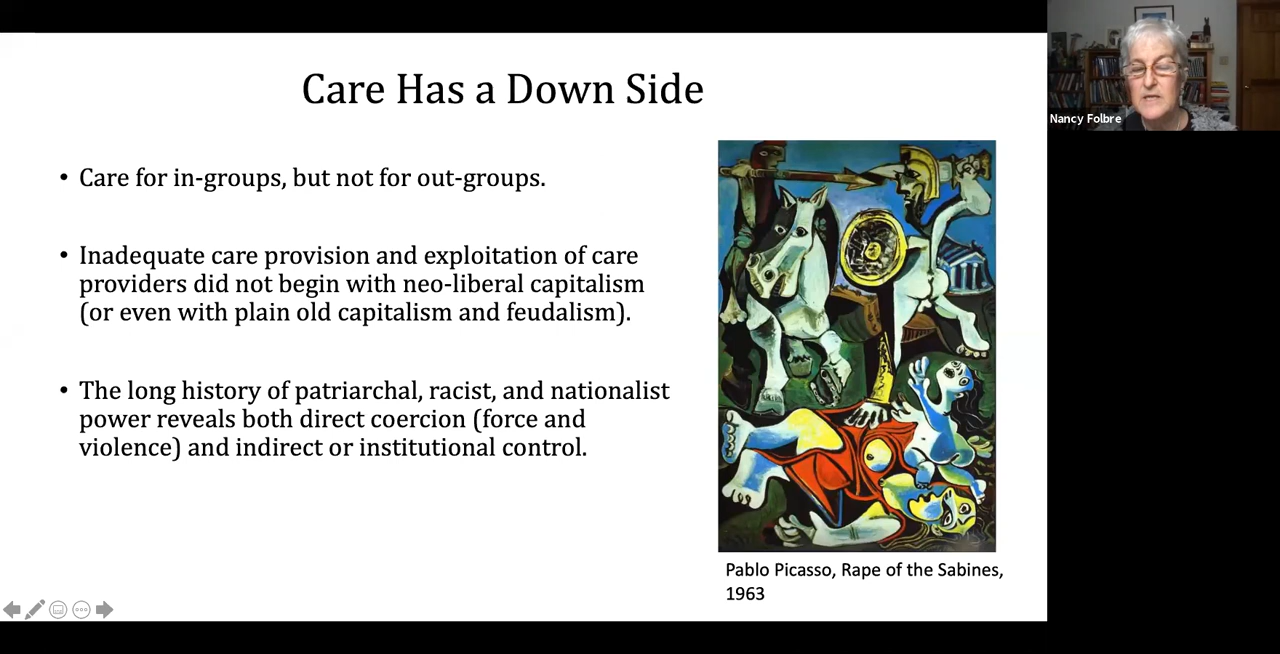 Care Has a Down Side
Nancy Folbre
• Care for in-groups, but not for out-groups.
• Inadequate care provision and exploitation of care
providers did not begin with neo-liberal capitalism
(or even with plain old capitalism and feudalism).
• The long history of patriarchal, racist, and nationalist
power reveals both direct coercion (force and
violence) and indirect or institutional control.
Pablo Picasso, Rape of the Sabines,
1963